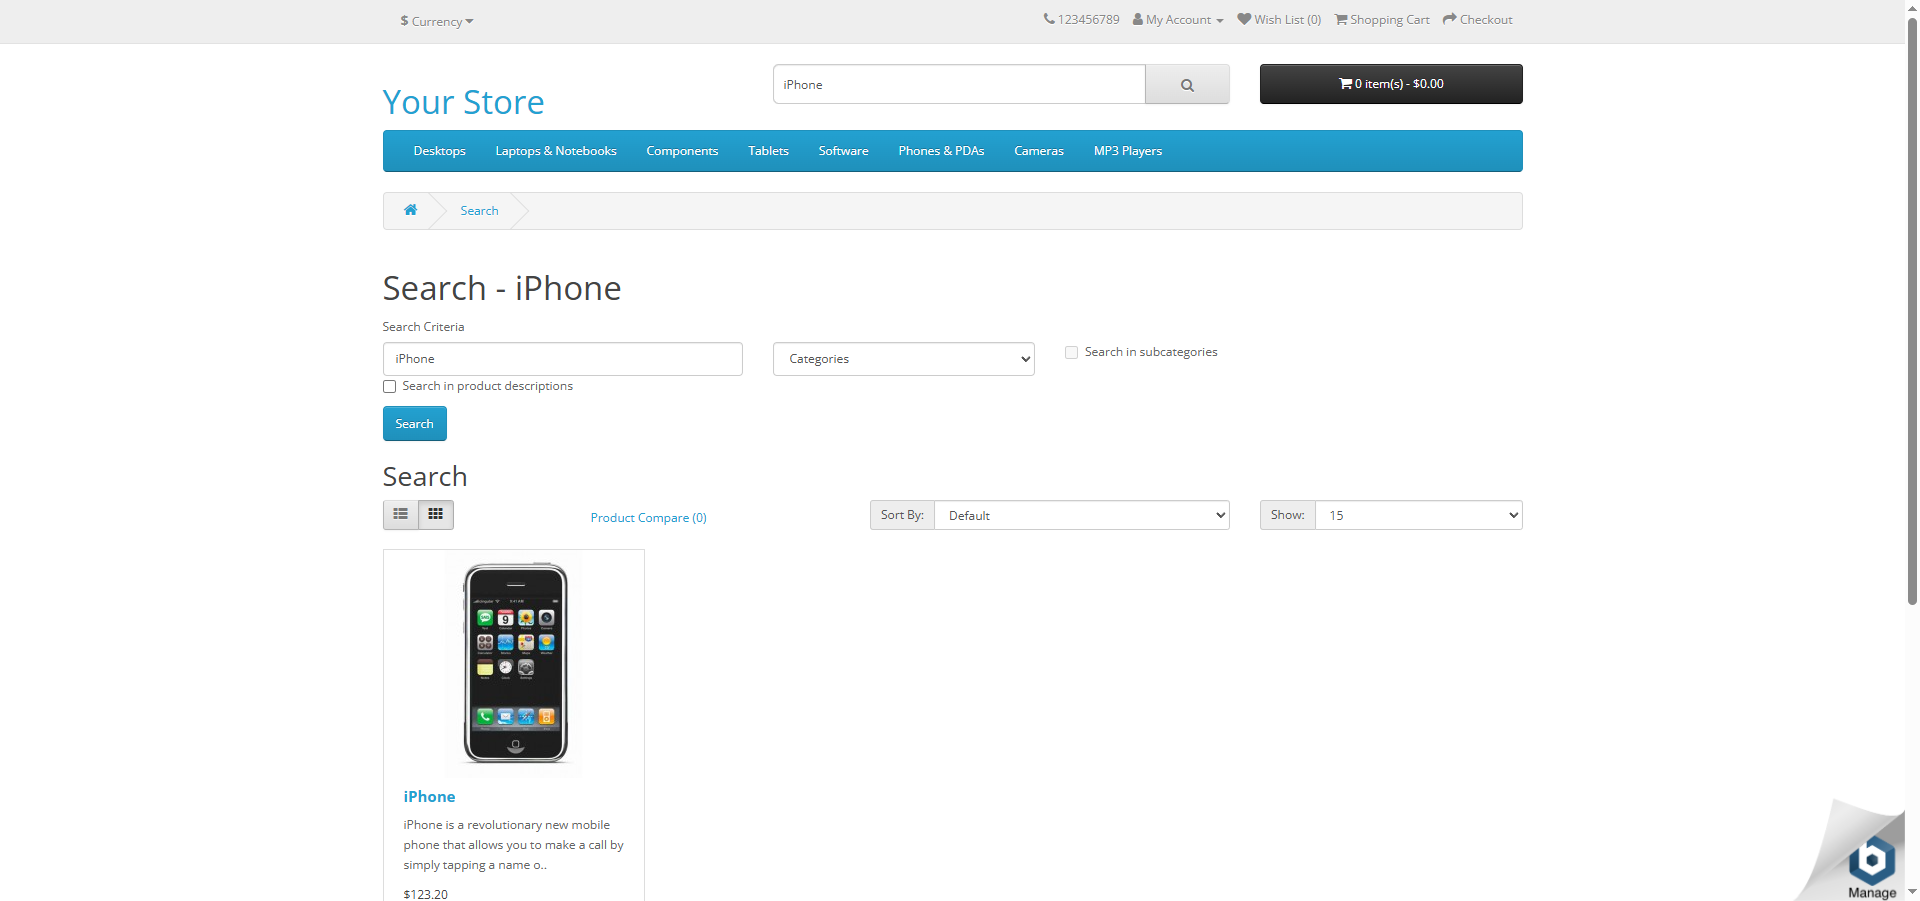 $ Currency
123456789 My Account Wish List (0) Shopping Cart Checkout
Your Store
iPhone
0 item(s) - $0.00
Desktops Laptops & Notebooks Components Tablets Software Phones & PDAs Cameras MP3 Players
Search
Search - iPhone
Search Criteria
iPhone
Categories
Search in subcategories
Search in product descriptions
Search
Search
Product Compare (0)
Sort By: Default
Show: 15
9
iPhone
iPhone is a revolutionary new mobile
phone that allows you to make a call by
simply tapping a name o..
$123.20
b
Manage